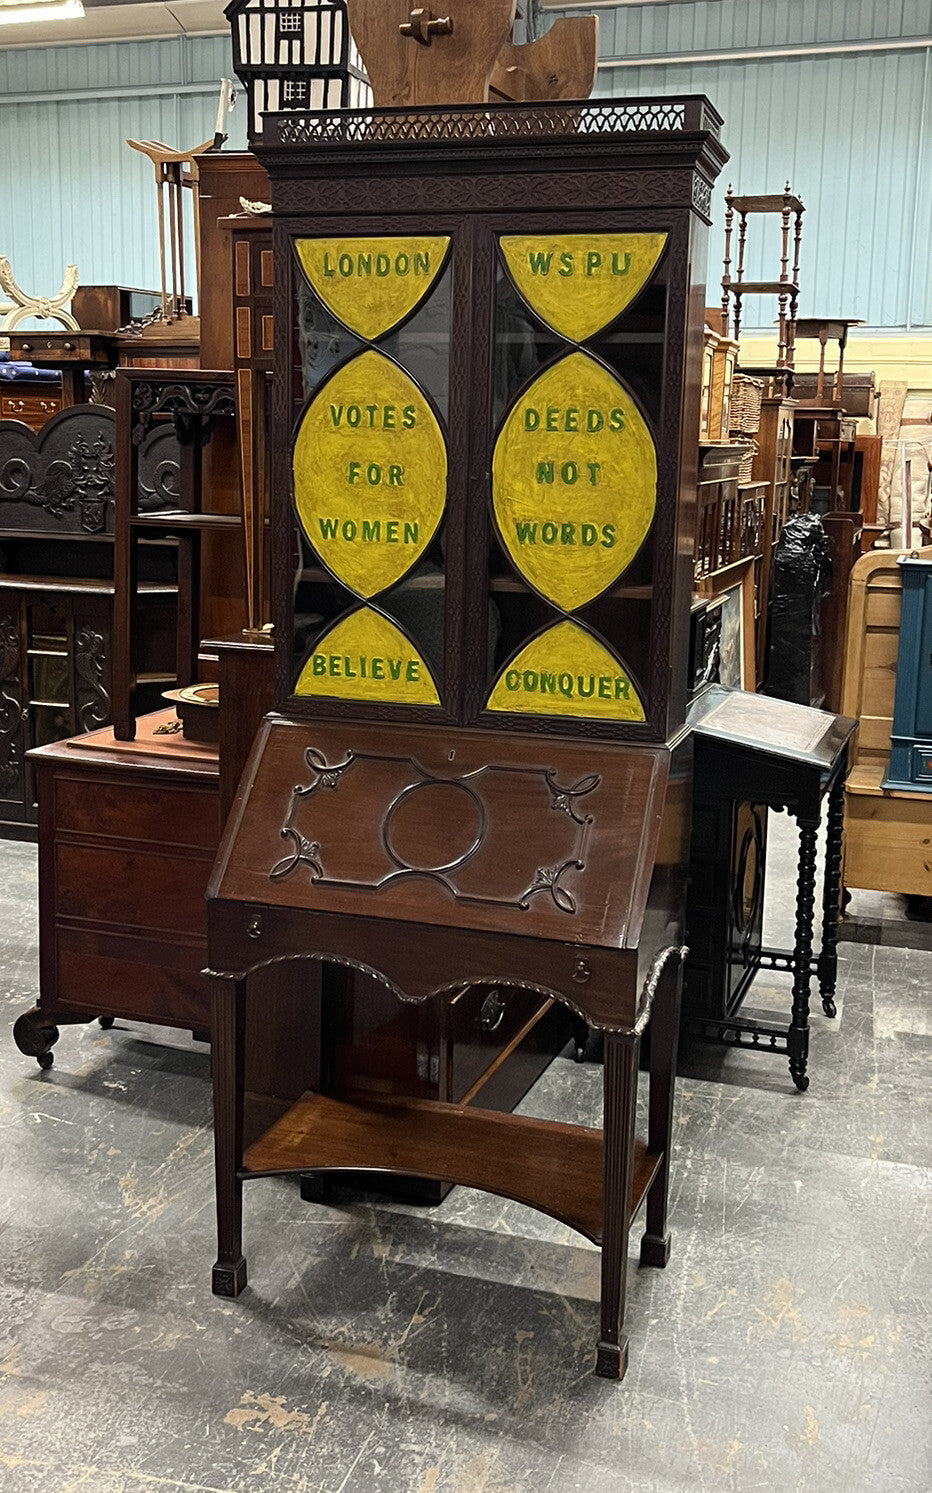 LONDON
VOTES
FOR
WOMEN
BELIEVE
WSPU
DEEDS
NOT
WORDS
CONQUER